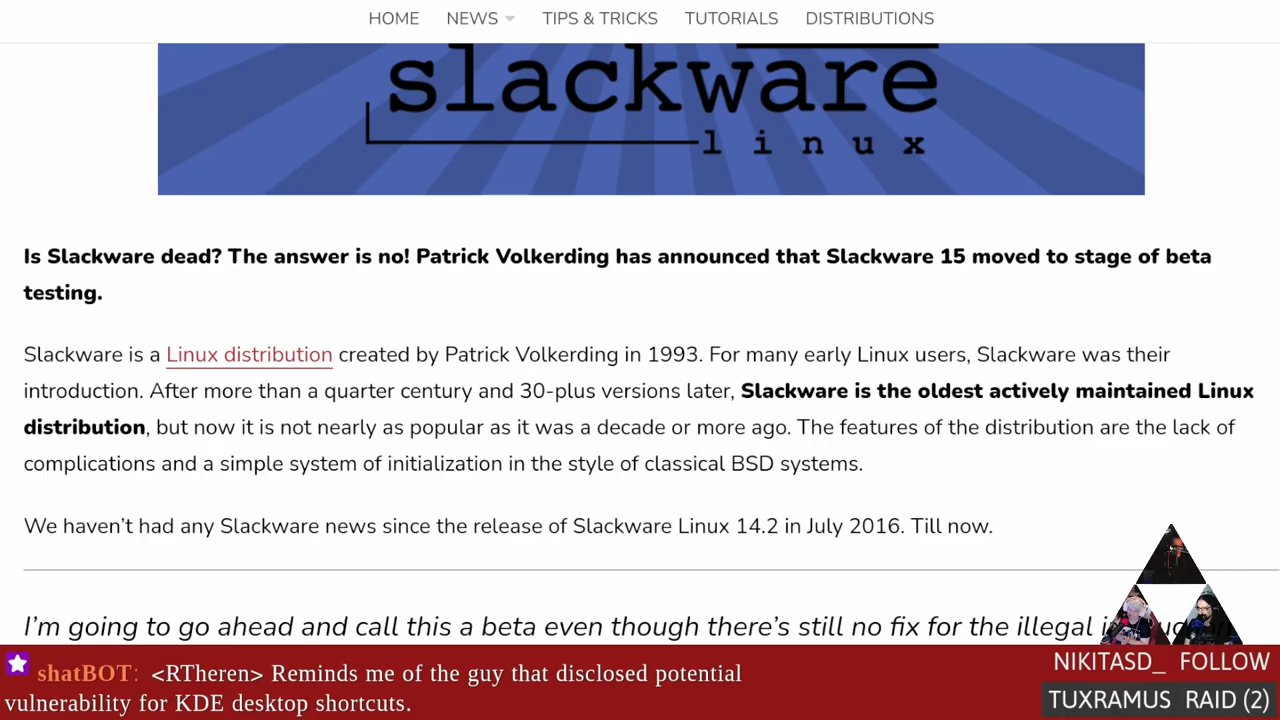 HOME NEWS TIPS & TRICKS TUTORIALS DISTRIBUTIONS
slackware
linux
Is Slackware dead? The answer is no! Patrick Volkerding has announced that Slackware 15 moved to stage of beta
testing.
Slackware is a Linux distribution created by Patrick Volkerding in 1993. For many early Linux users, Slackware was their
introduction. After more than a quarter century and 30-plus versions later, Slackware is the oldest actively maintained Linux
distribution, but now it is not nearly as popular as it was a decade or more ago. The features of the distribution are the lack of
complications and a simple system of initialization in the style of classical BSD systems.
We haven't had any Slackware news since the release of Slackware Linux 14.2 in July 2016. Till now.
I'm going to go ahead and call this a beta even though there's still no fix for the illegal
shatBOT: <RTheren> Reminds me of the guy that disclosed potential
vulnerability for KDE desktop shortcuts.
NIKITASD_ FOLLOW
TUXRAMUS RAID (2)